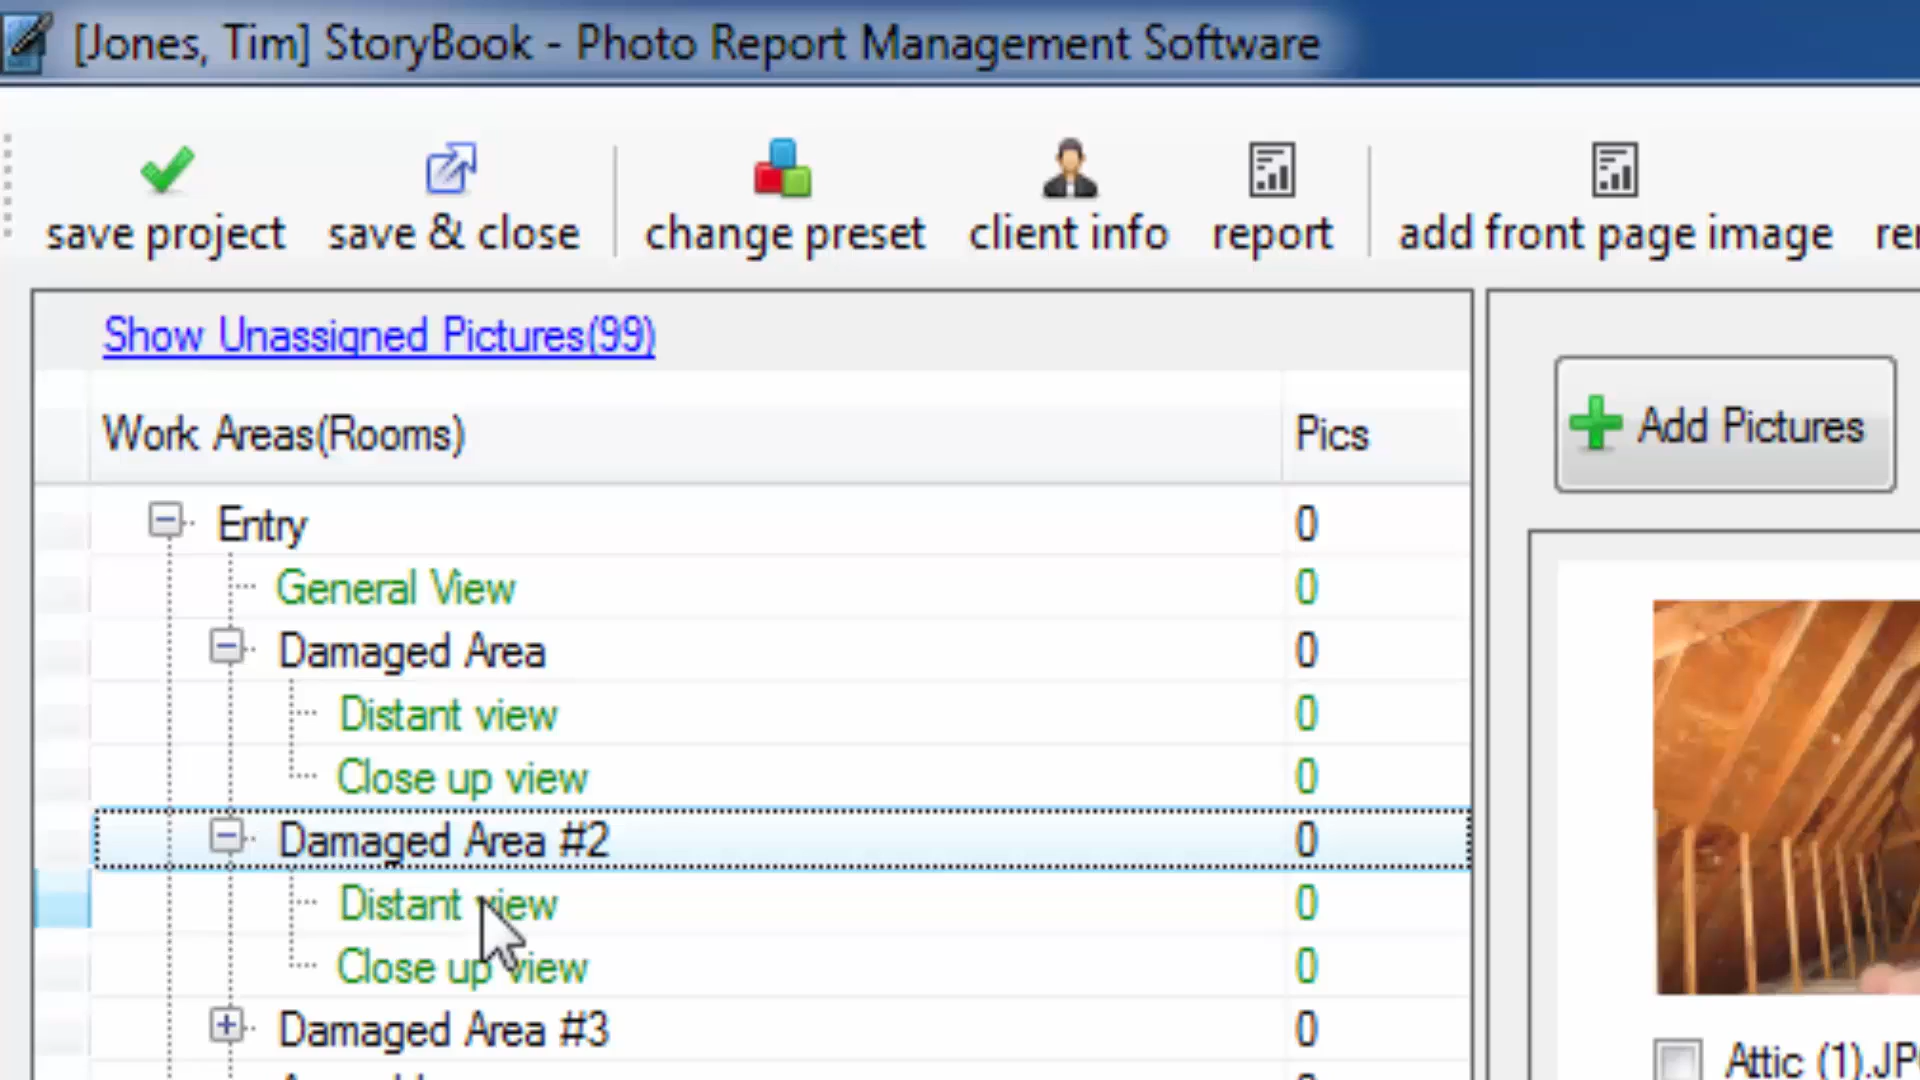 [Jones, Tim] StoryBook - Photo Report Management Software
save project save & close change preset client info report add front page image
Show Unassigned Pictures(99)
Work Areas(Rooms) Pics
Add Pictures
Entry 0
General View 0
Damaged Area 0
Distant view 0
Close up view 0
Damaged Area #2 0
Distant view 0
Close up view 0
Damaged Area #3 0
Attic (1).JP